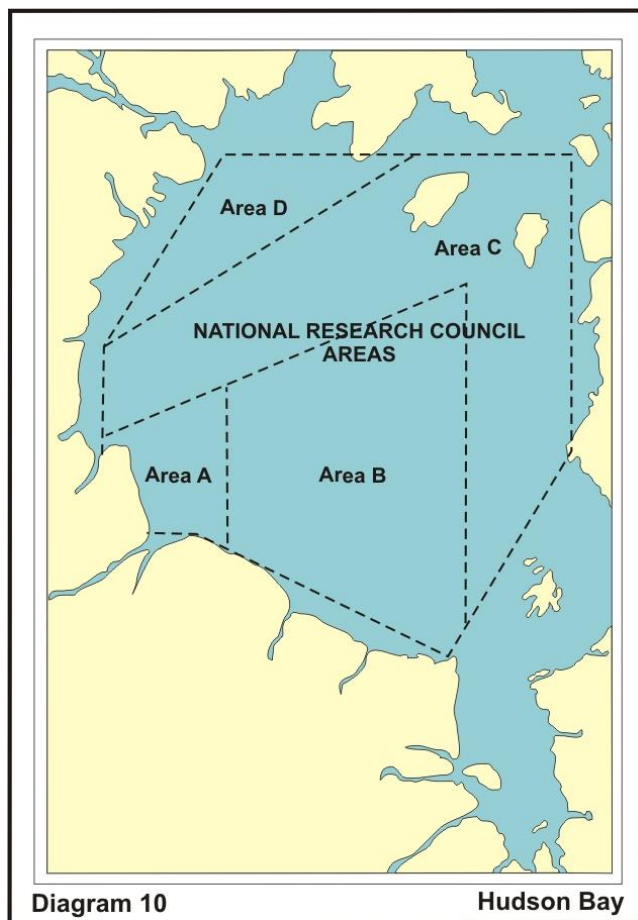 Area D
Area C
NATIONAL RESEARCH COUNCIL
AREAS
Area A
Area B
Diagram 10
Hudson Bay